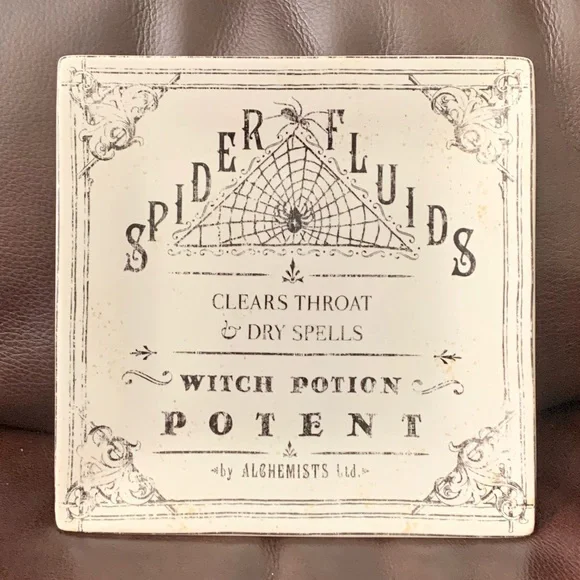 SPIDER FLUIDS
CLEARS THROAT
& DRY SPELLS
WITCH POTION
POTENT
by ALCHEMISTS Ltd.